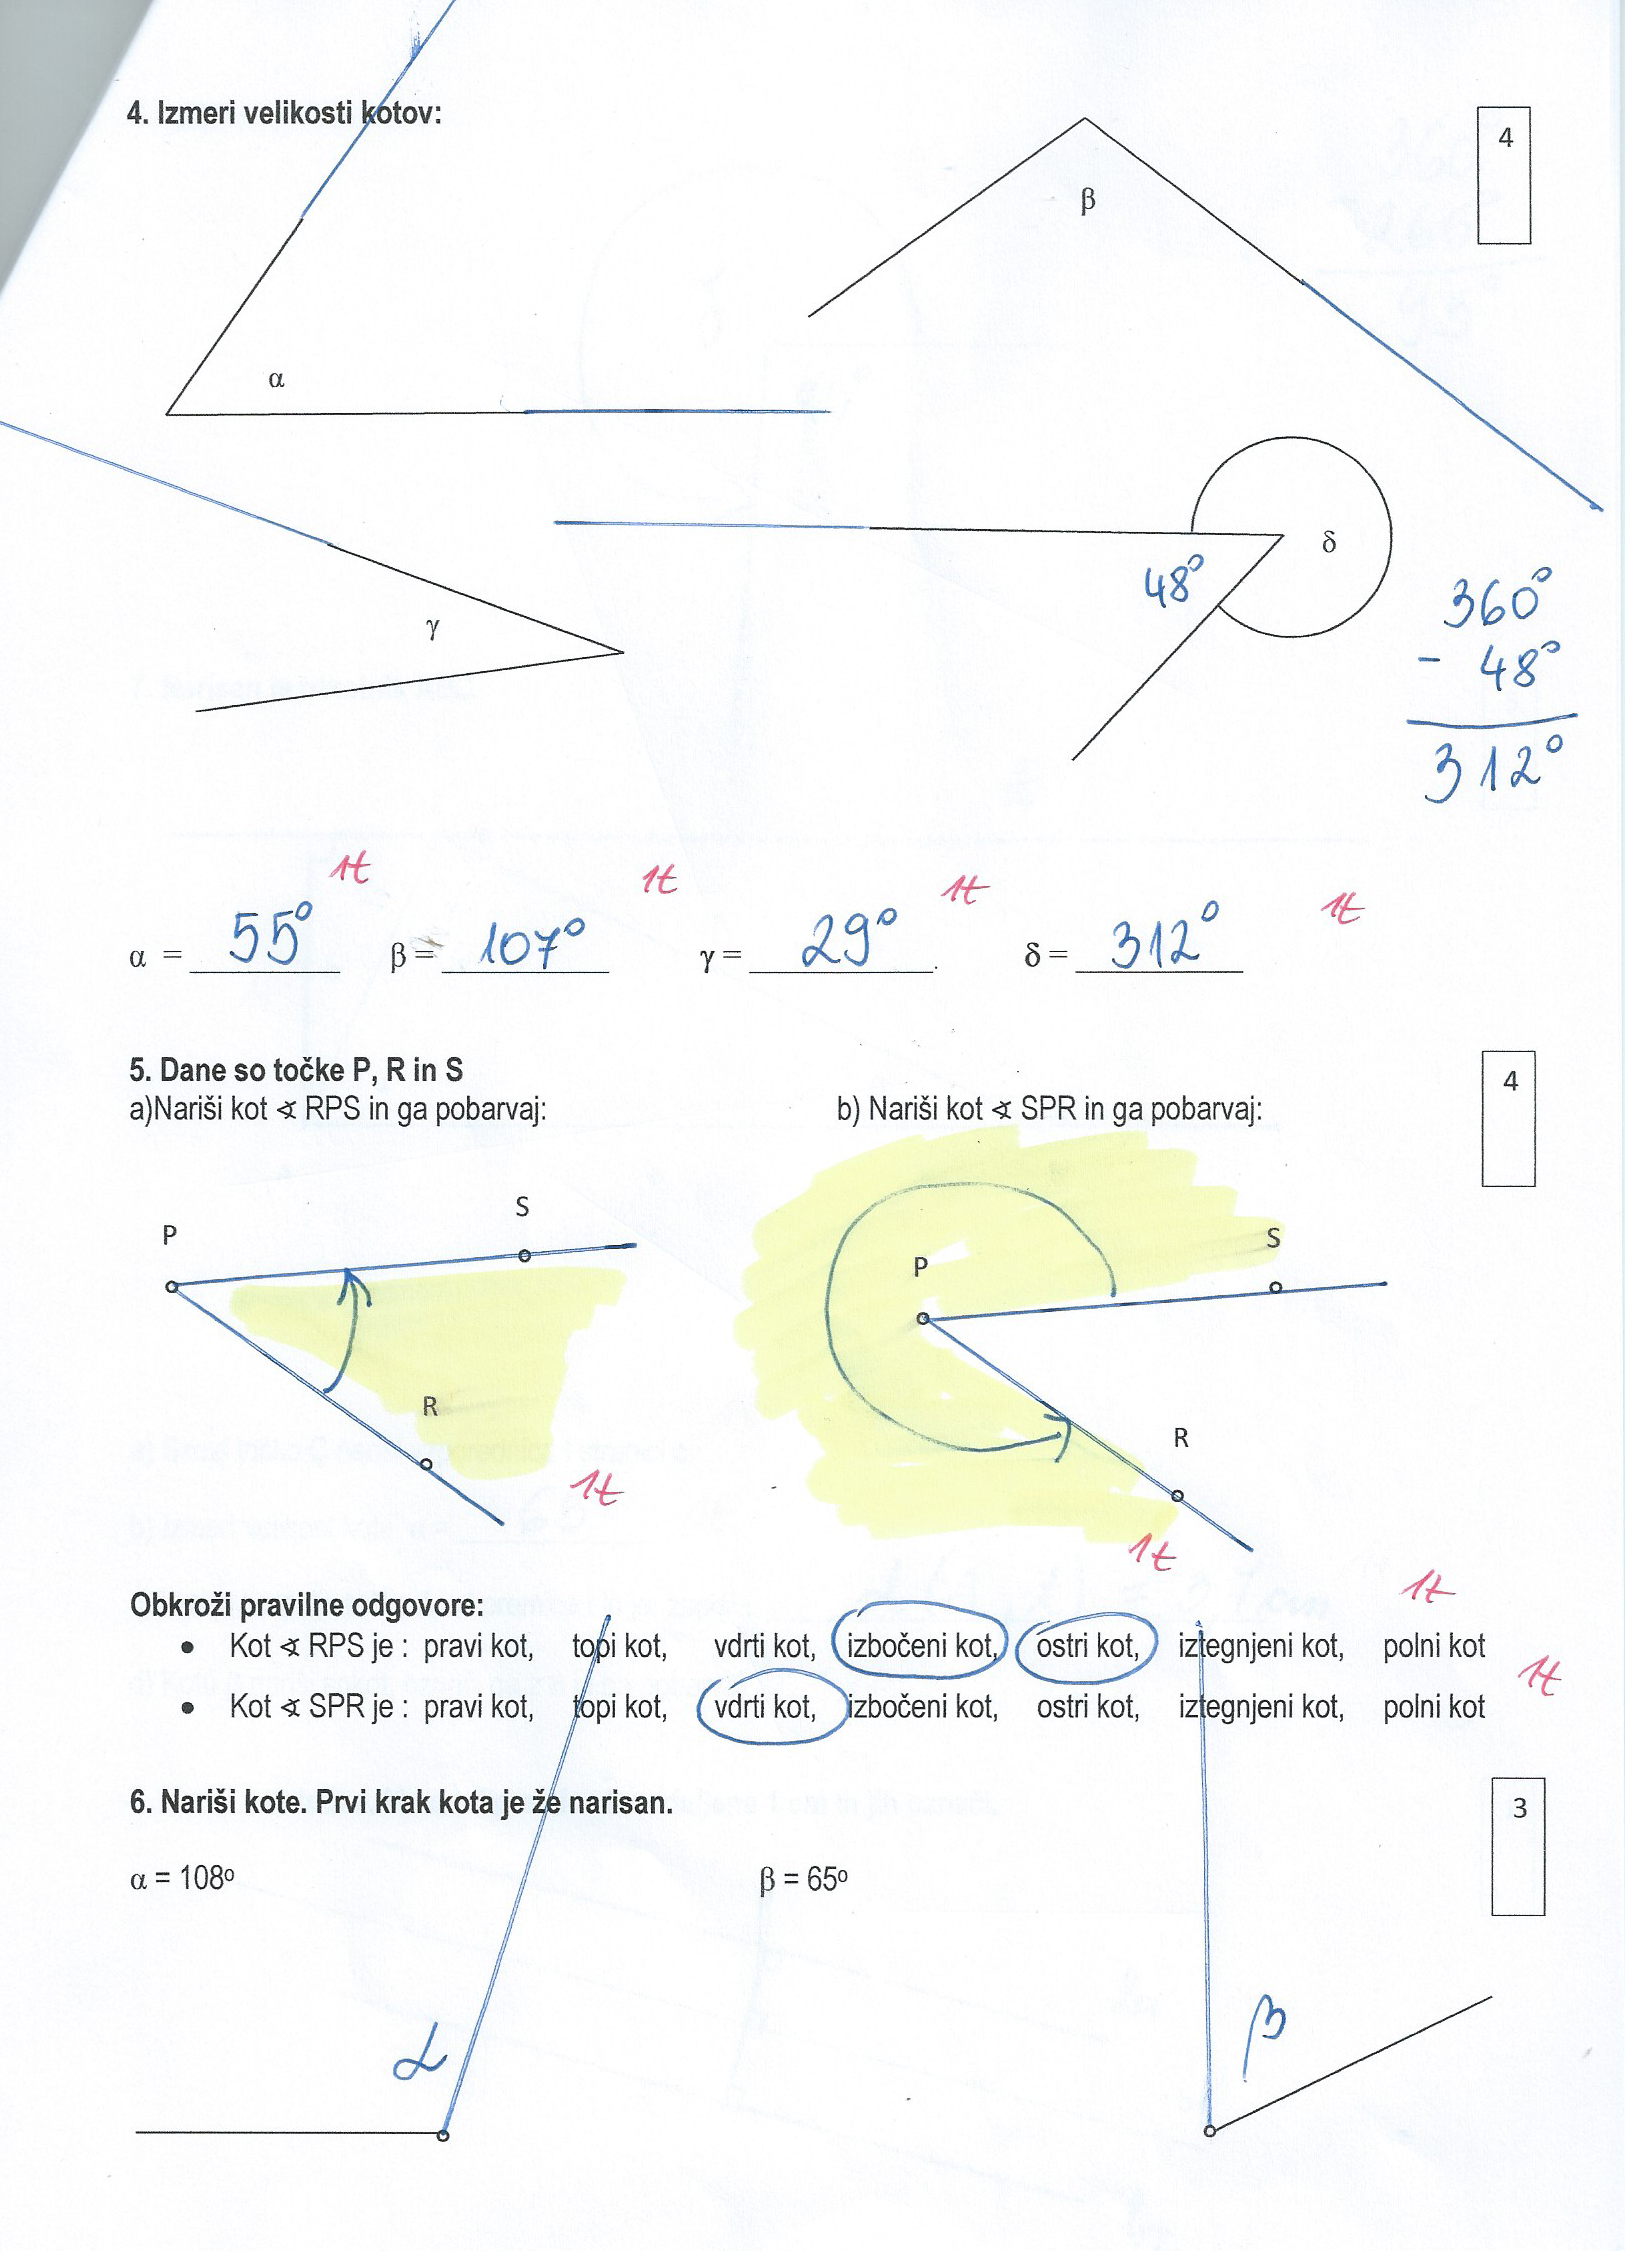 4. Izmeri velikosti kotov:
4
β
α
δ
48°
360°
- 48°
312°
γ
1t 1t 1t 1t
α = 55° β = 107° γ = 29° . δ = 312°
5. Dane so točke P, R in S
4
a)Nariši kot ∢ RPS in ga pobarvaj: b) Nariši kot ∢ SPR in ga pobarvaj:
P S
P S
R
R
1t
1t
1t
Obkroži pravilne odgovore:
• Kot ∢ RPS je : pravi kot, topi kot, vdrti kot, izbočeni kot, ostri kot, iztegnjeni kot, polni kot
1t
• Kot ∢ SPR je : pravi kot, topi kot, vdrti kot, izbočeni kot, ostri kot, iztegnjeni kot, polni kot
6. Nariši kote. Prvi krak kota je že narisan.
3
α = 108º β = 65º
α β